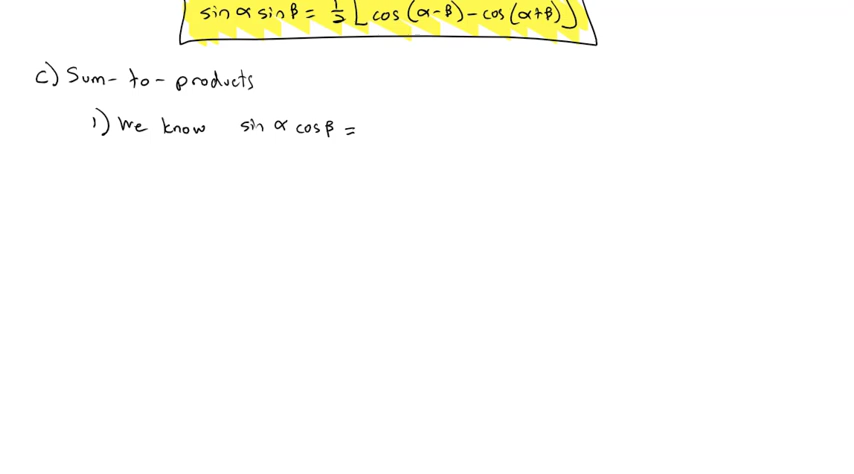 sin α sin β = 1/2 [ cos (α-β) - cos (α+β) ]
c) Sum-to-products
1) We know sin α cos β =